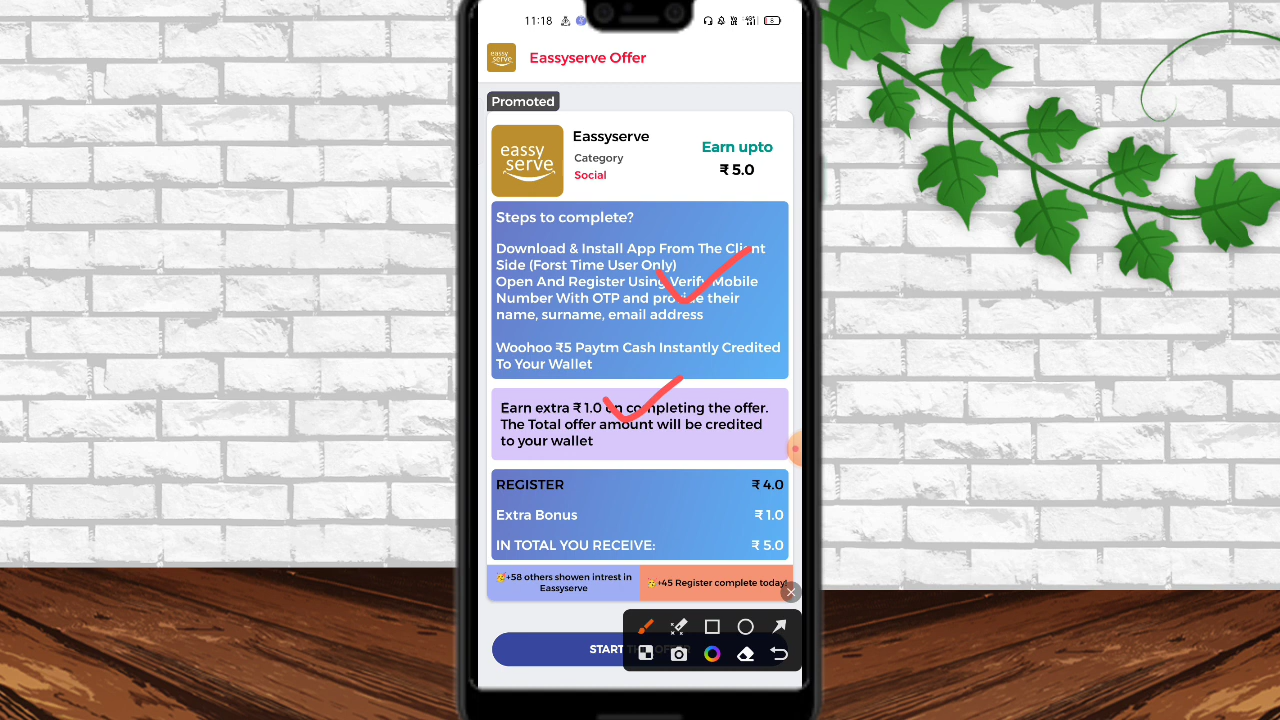 11:18
eassy
serve
Eassyserve Offer
Promoted
eassy
serve
Eassyserve
Category
Social
Earn upto
₹ 5.0
Steps to complete?
Download & Install App From The Client
Side (Forst Time User Only)
Open And Register Using Verify Mobile
Number With OTP and provide their
name, surname, email address
Woohoo ₹5 Paytm Cash Instantly Credited
To Your Wallet
Earn extra ₹ 1.0 on completing the offer.
The Total offer amount will be credited
to your wallet
REGISTER ₹ 4.0
Extra Bonus ₹ 1.0
IN TOTAL YOU RECEIVE: ₹ 5.0
🥳+58 others showen intrest in
Eassyserve
🥳+45 Register complete today!
START